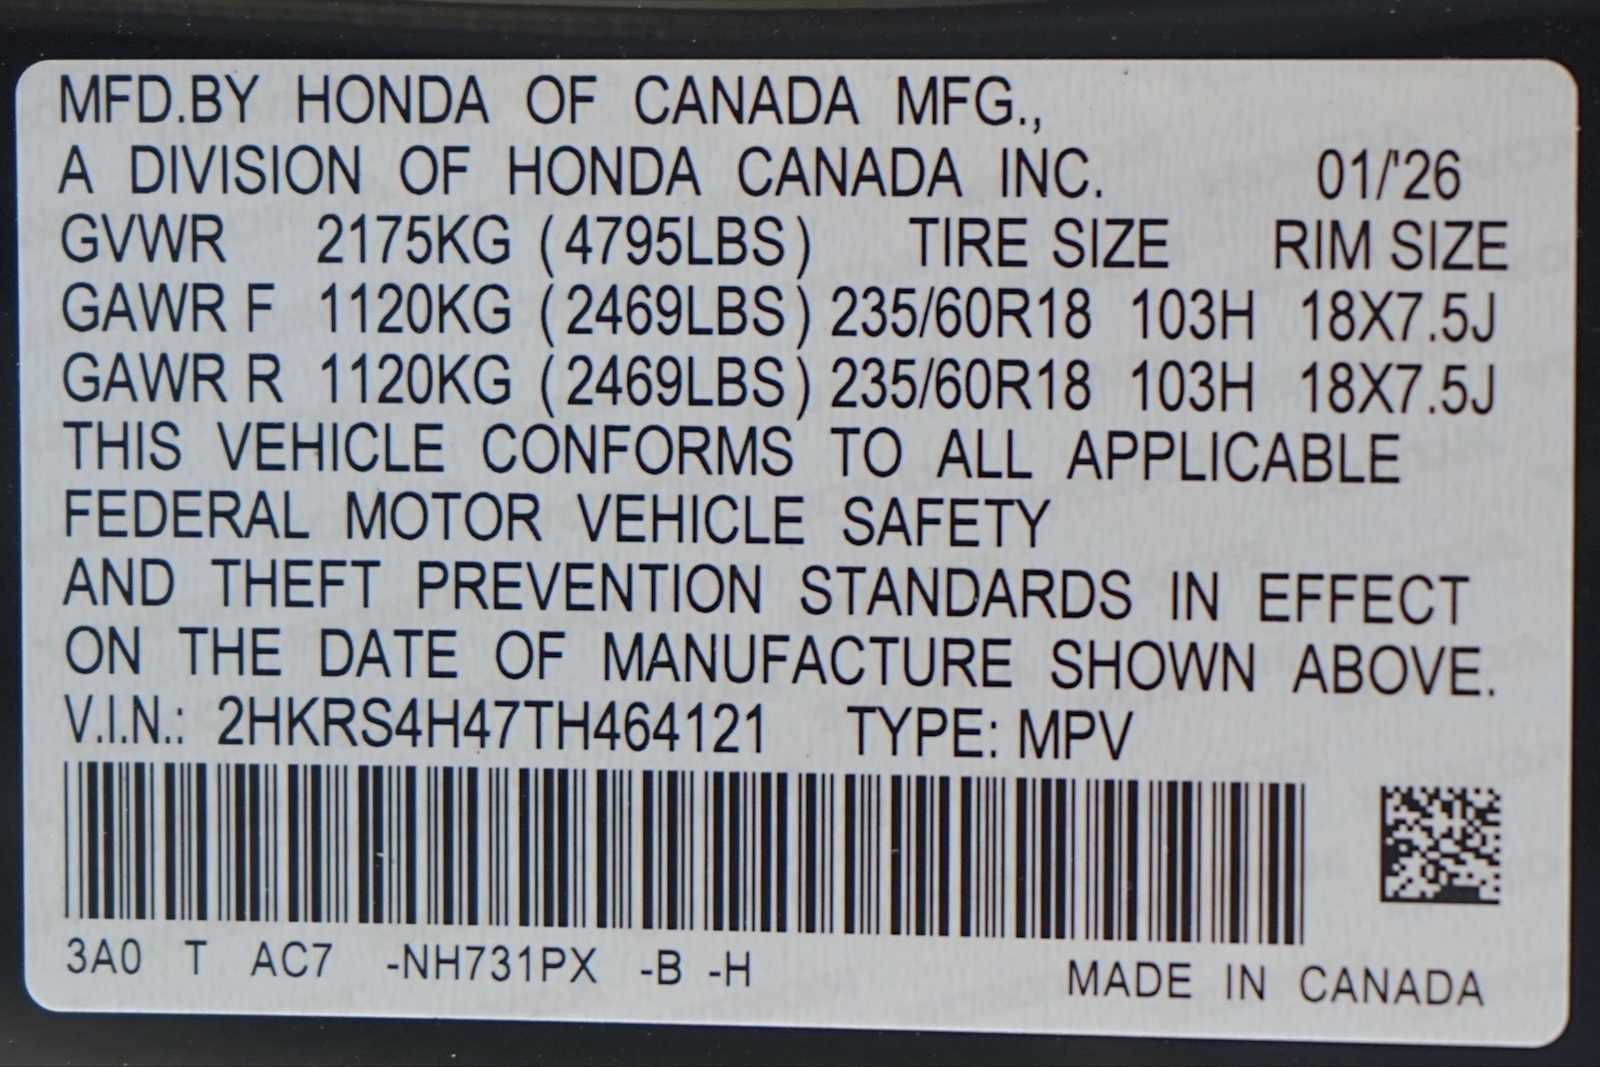 MFD.BY HONDA OF CANADA MFG.,
A DIVISION OF HONDA CANADA INC. 01/'26
GVWR 2175KG (4795LBS) TIRE SIZE RIM SIZE
GAWR F 1120KG (2469LBS) 235/60R18 103H 18X7.5J
GAWR R 1120KG (2469LBS) 235/60R18 103H 18X7.5J
THIS VEHICLE CONFORMS TO ALL APPLICABLE
FEDERAL MOTOR VEHICLE SAFETY
AND THEFT PREVENTION STANDARDS IN EFFECT
ON THE DATE OF MANUFACTURE SHOWN ABOVE.
V.I.N.: 2HKRS4H47TH464121 TYPE: MPV
3A0 T AC7 -NH731PX -B -H MADE IN CANADA